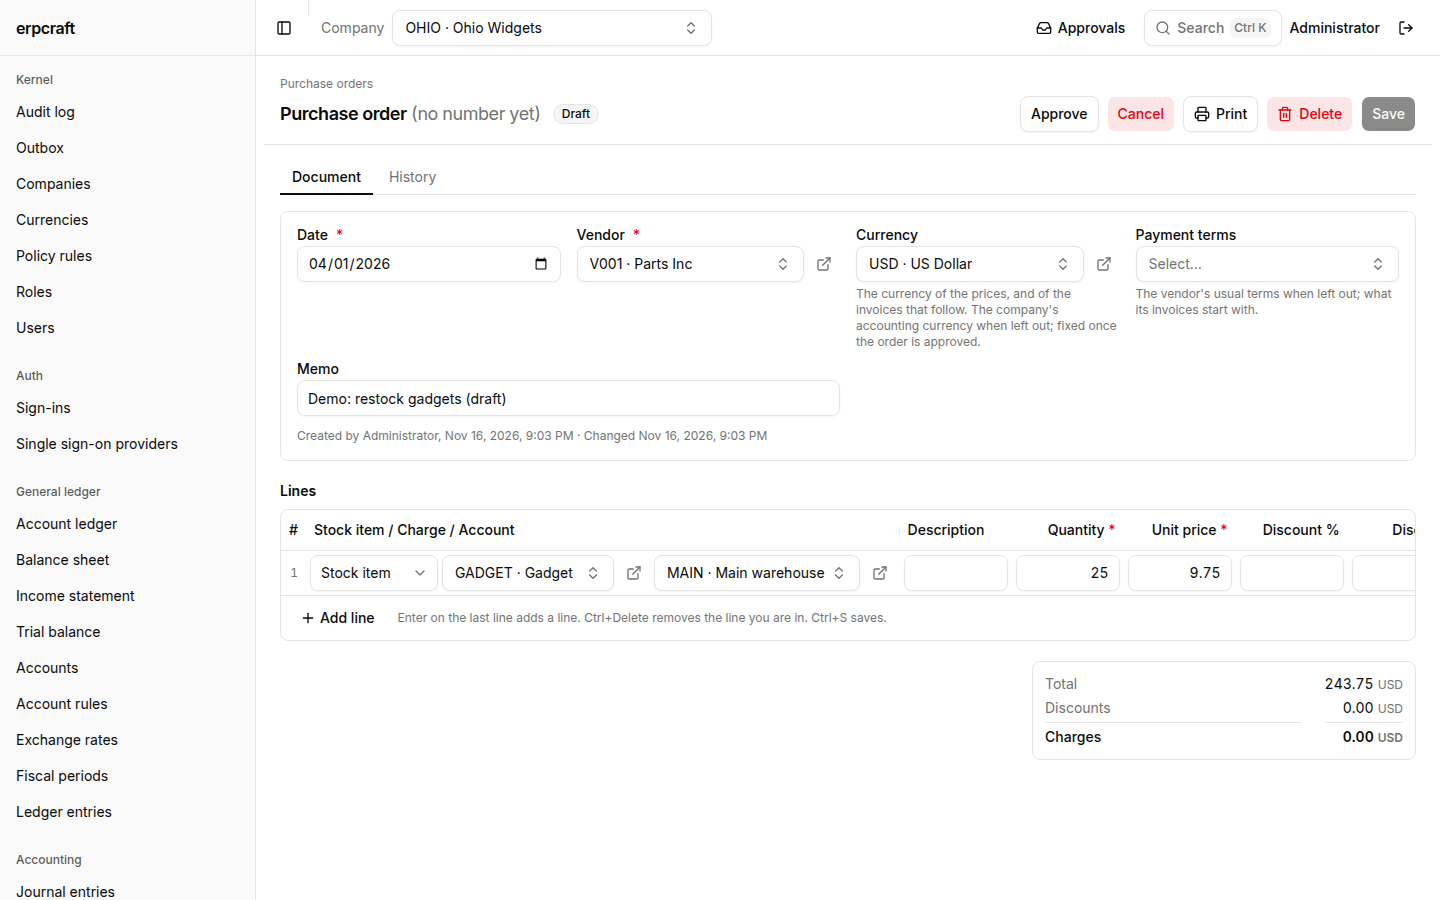 erpcraft
Company
OHIO · Ohio Widgets
Approvals
Search Ctrl K
Administrator
Kernel
Audit log
Outbox
Companies
Currencies
Policy rules
Roles
Users
Auth
Sign-ins
Single sign-on providers
General ledger
Account ledger
Balance sheet
Income statement
Trial balance
Accounts
Account rules
Exchange rates
Fiscal periods
Ledger entries
Accounting
Journal entries
Purchase orders
Purchase order (no number yet) Draft
Approve Cancel Print Delete Save
Document History
Date * Vendor * Currency Payment terms
04/01/2026 V001 · Parts Inc USD · US Dollar Select...
The currency of the prices, and of the
invoices that follow. The company's
accounting currency when left out; fixed once
the order is approved.
The vendor's usual terms when left out; what
its invoices start with.
Memo
Demo: restock gadgets (draft)
Created by Administrator, Nov 16, 2026, 9:03 PM · Changed Nov 16, 2026, 9:03 PM
Lines
# Stock item / Charge / Account Description Quantity * Unit price * Discount %
1 Stock item GADGET · Gadget MAIN · Main warehouse 25 9.75
+ Add line Enter on the last line adds a line. Ctrl+Delete removes the line you are in. Ctrl+S saves.
Total 243.75 USD
Discounts 0.00 USD
Charges 0.00 USD